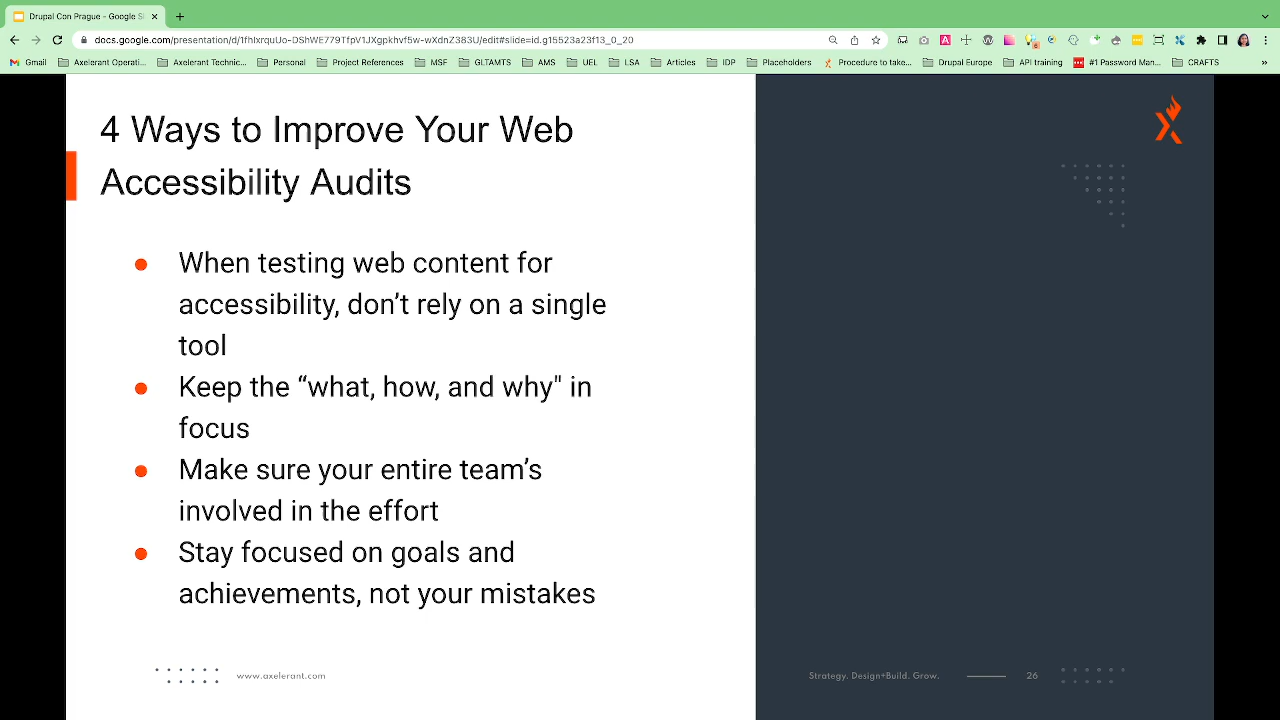 Drupal Con Prague - Google Sl
docs.google.com/presentation/d/1fhIxrquUo-DShWE779TfpV1JXgpkhvf5w-wXdnZ383U/edit#slide=id.g15523a23f13_0_20
Gmail
Axelerant Operati...
Axelerant Technic...
Personal
Project References
MSF
GLTAMTS
AMS
UEL
LSA
Articles
IDP
Placeholders
Procedure to take...
Drupal Europe
API training
#1 Password Man...
CRAFTS
4 Ways to Improve Your Web
Accessibility Audits
● When testing web content for
accessibility, don’t rely on a single
tool
● Keep the “what, how, and why" in
focus
● Make sure your entire team’s
involved in the effort
● Stay focused on goals and
achievements, not your mistakes
www.axelerant.com
Strategy. Design+Build. Grow.
26